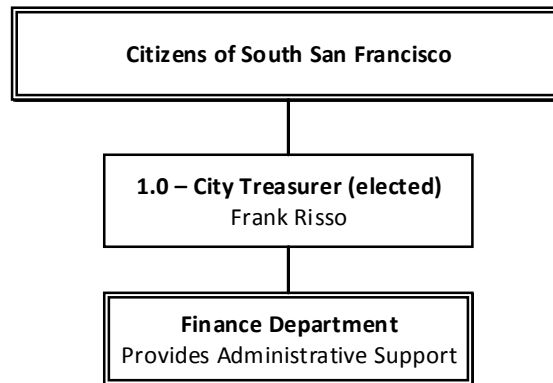 Citizens of South San Francisco
1.0 – City Treasurer (elected)
Frank Risso
Finance Department
Provides Administrative Support